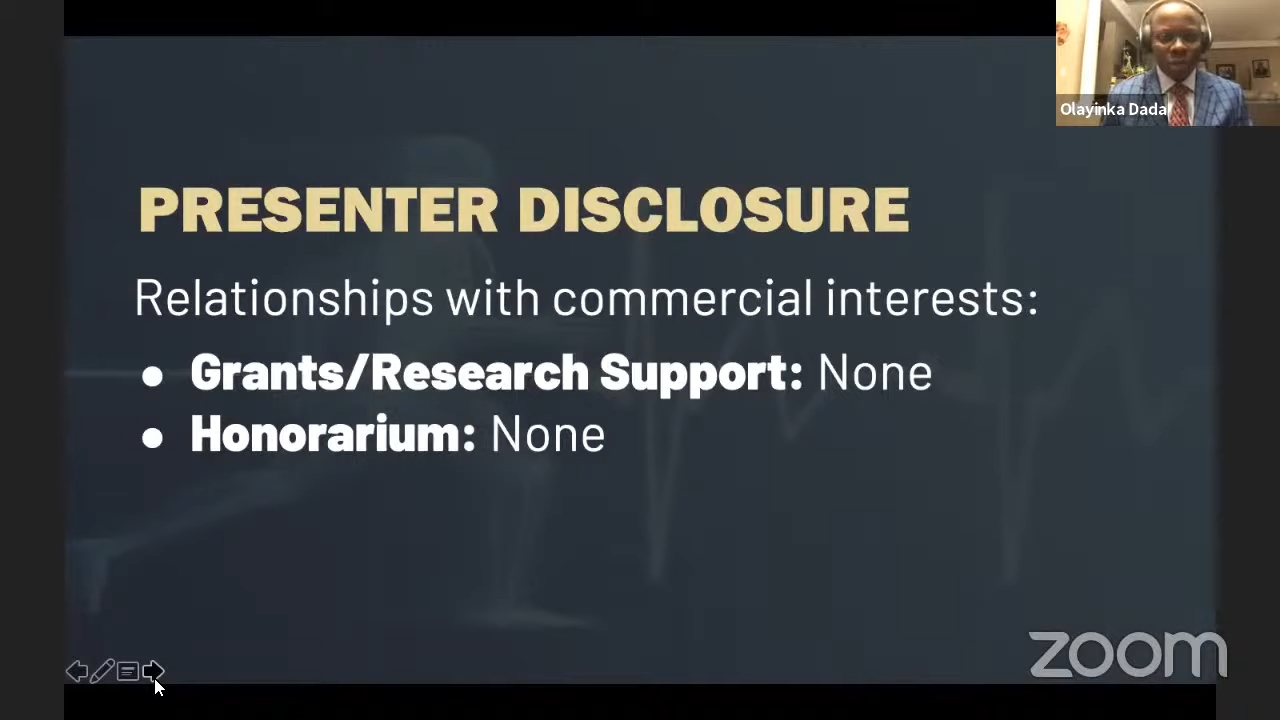 Olayinka Dada
PRESENTER DISCLOSURE
Relationships with commercial interests:
● Grants/Research Support: None
● Honorarium: None
zoom